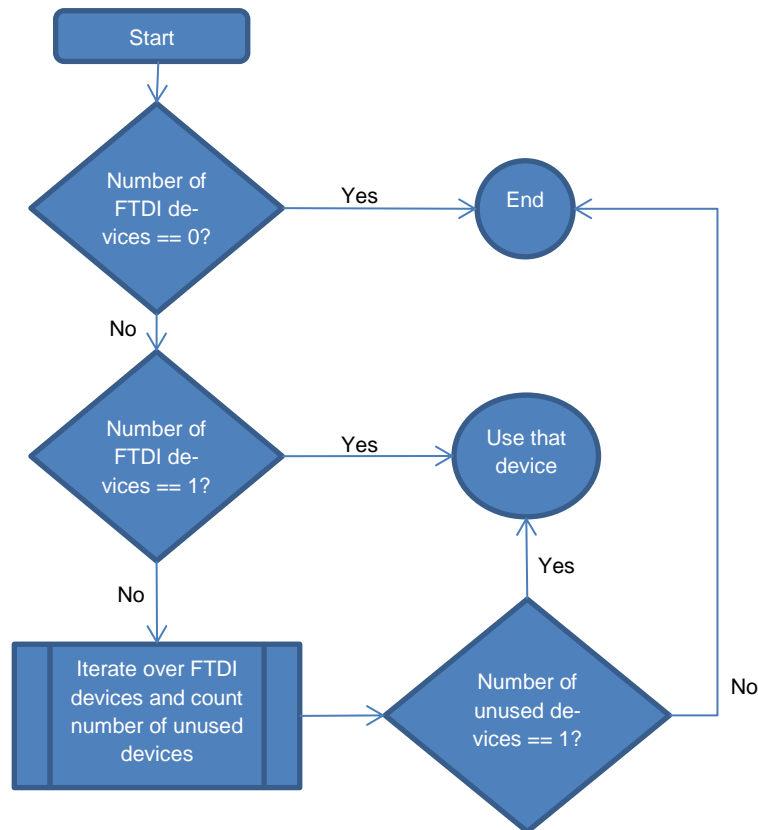 Start
Number of
FTDI de-
vices == 0?
Yes
End
No
Number of
FTDI de-
vices == 1?
Yes
Use that
device
No
Yes
Iterate over FTDI
devices and count
number of unused
devices
Number of
unused de-
vices == 1?
No